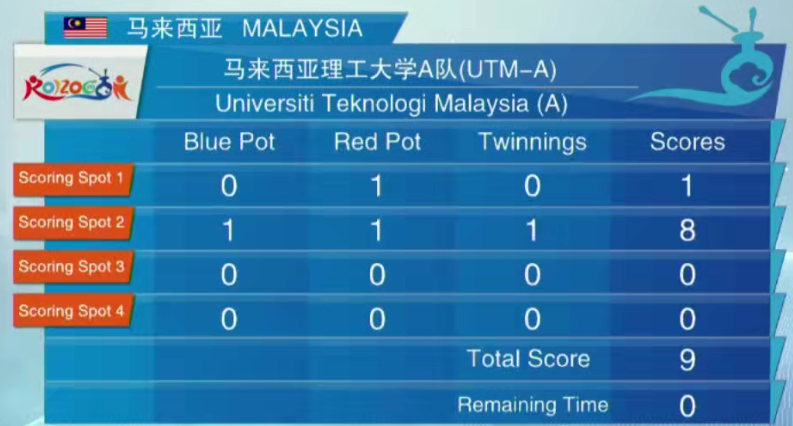 马来西亚 MALAYSIA
马来西亚理工大学A队(UTM-A)
Universiti Teknologi Malaysia (A)
Blue Pot Red Pot Twinnings Scores
Scoring Spot 1 0 1 0 1
Scoring Spot 2 1 1 1 8
Scoring Spot 3 0 0 0 0
Scoring Spot 4 0 0 0 0
Total Score 9
Remaining Time 0